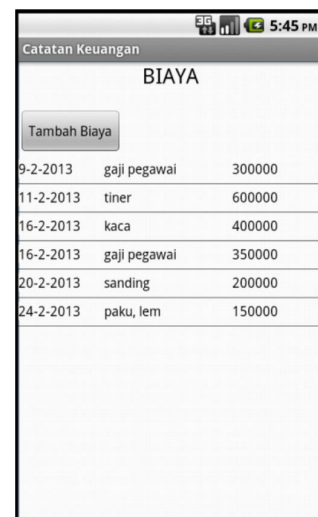 3G 5:45 PM
Catatan Keuangan
BIAYA
Tambah Biaya
9-2-2013 gaji pegawai 300000
11-2-2013 tiner 600000
16-2-2013 kaca 400000
16-2-2013 gaji pegawai 350000
20-2-2013 sanding 200000
24-2-2013 paku, lem 150000